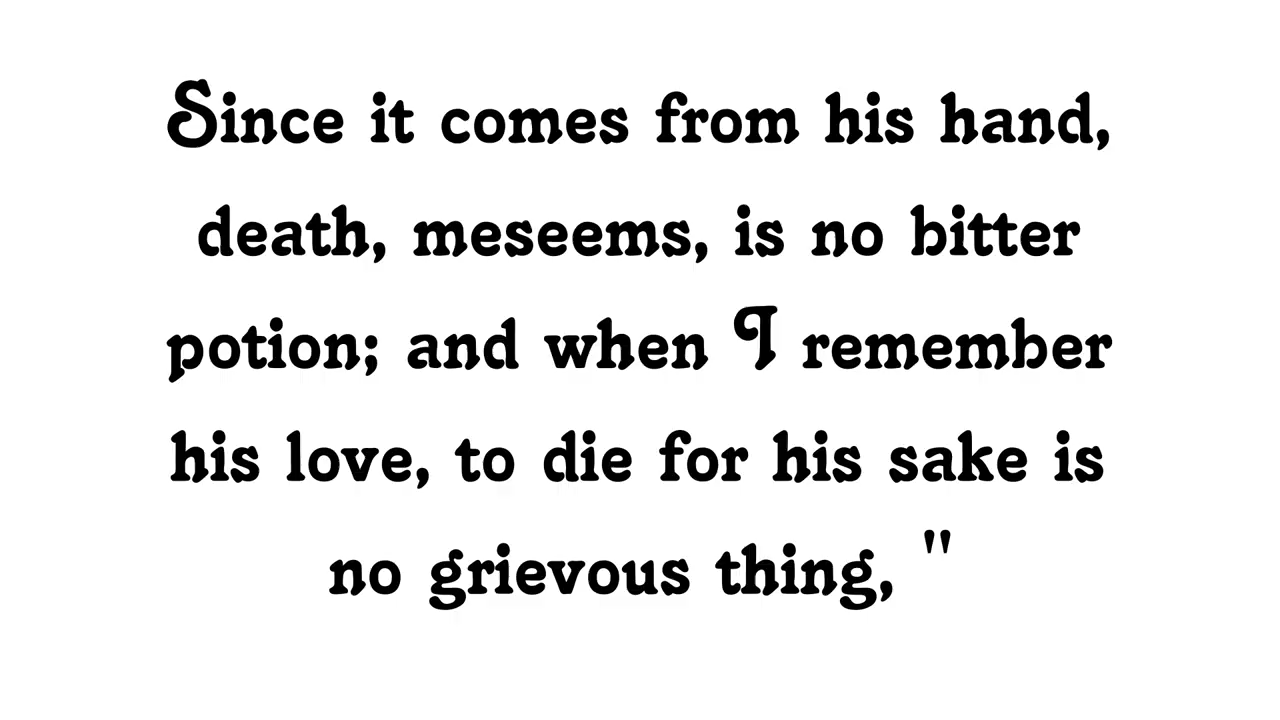 Since it comes from his hand,
death, meseems, is no bitter
potion; and when I remember
his love, to die for his sake is
no grievous thing, "